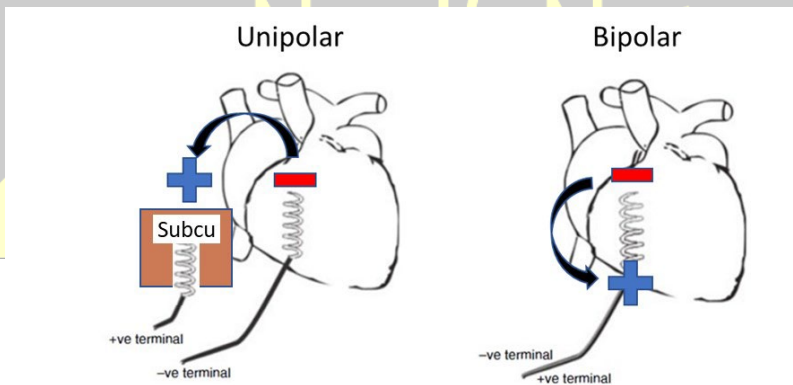 Unipolar
Bipolar
Subcu
+ve terminal
–ve terminal
–ve terminal
+ve terminal